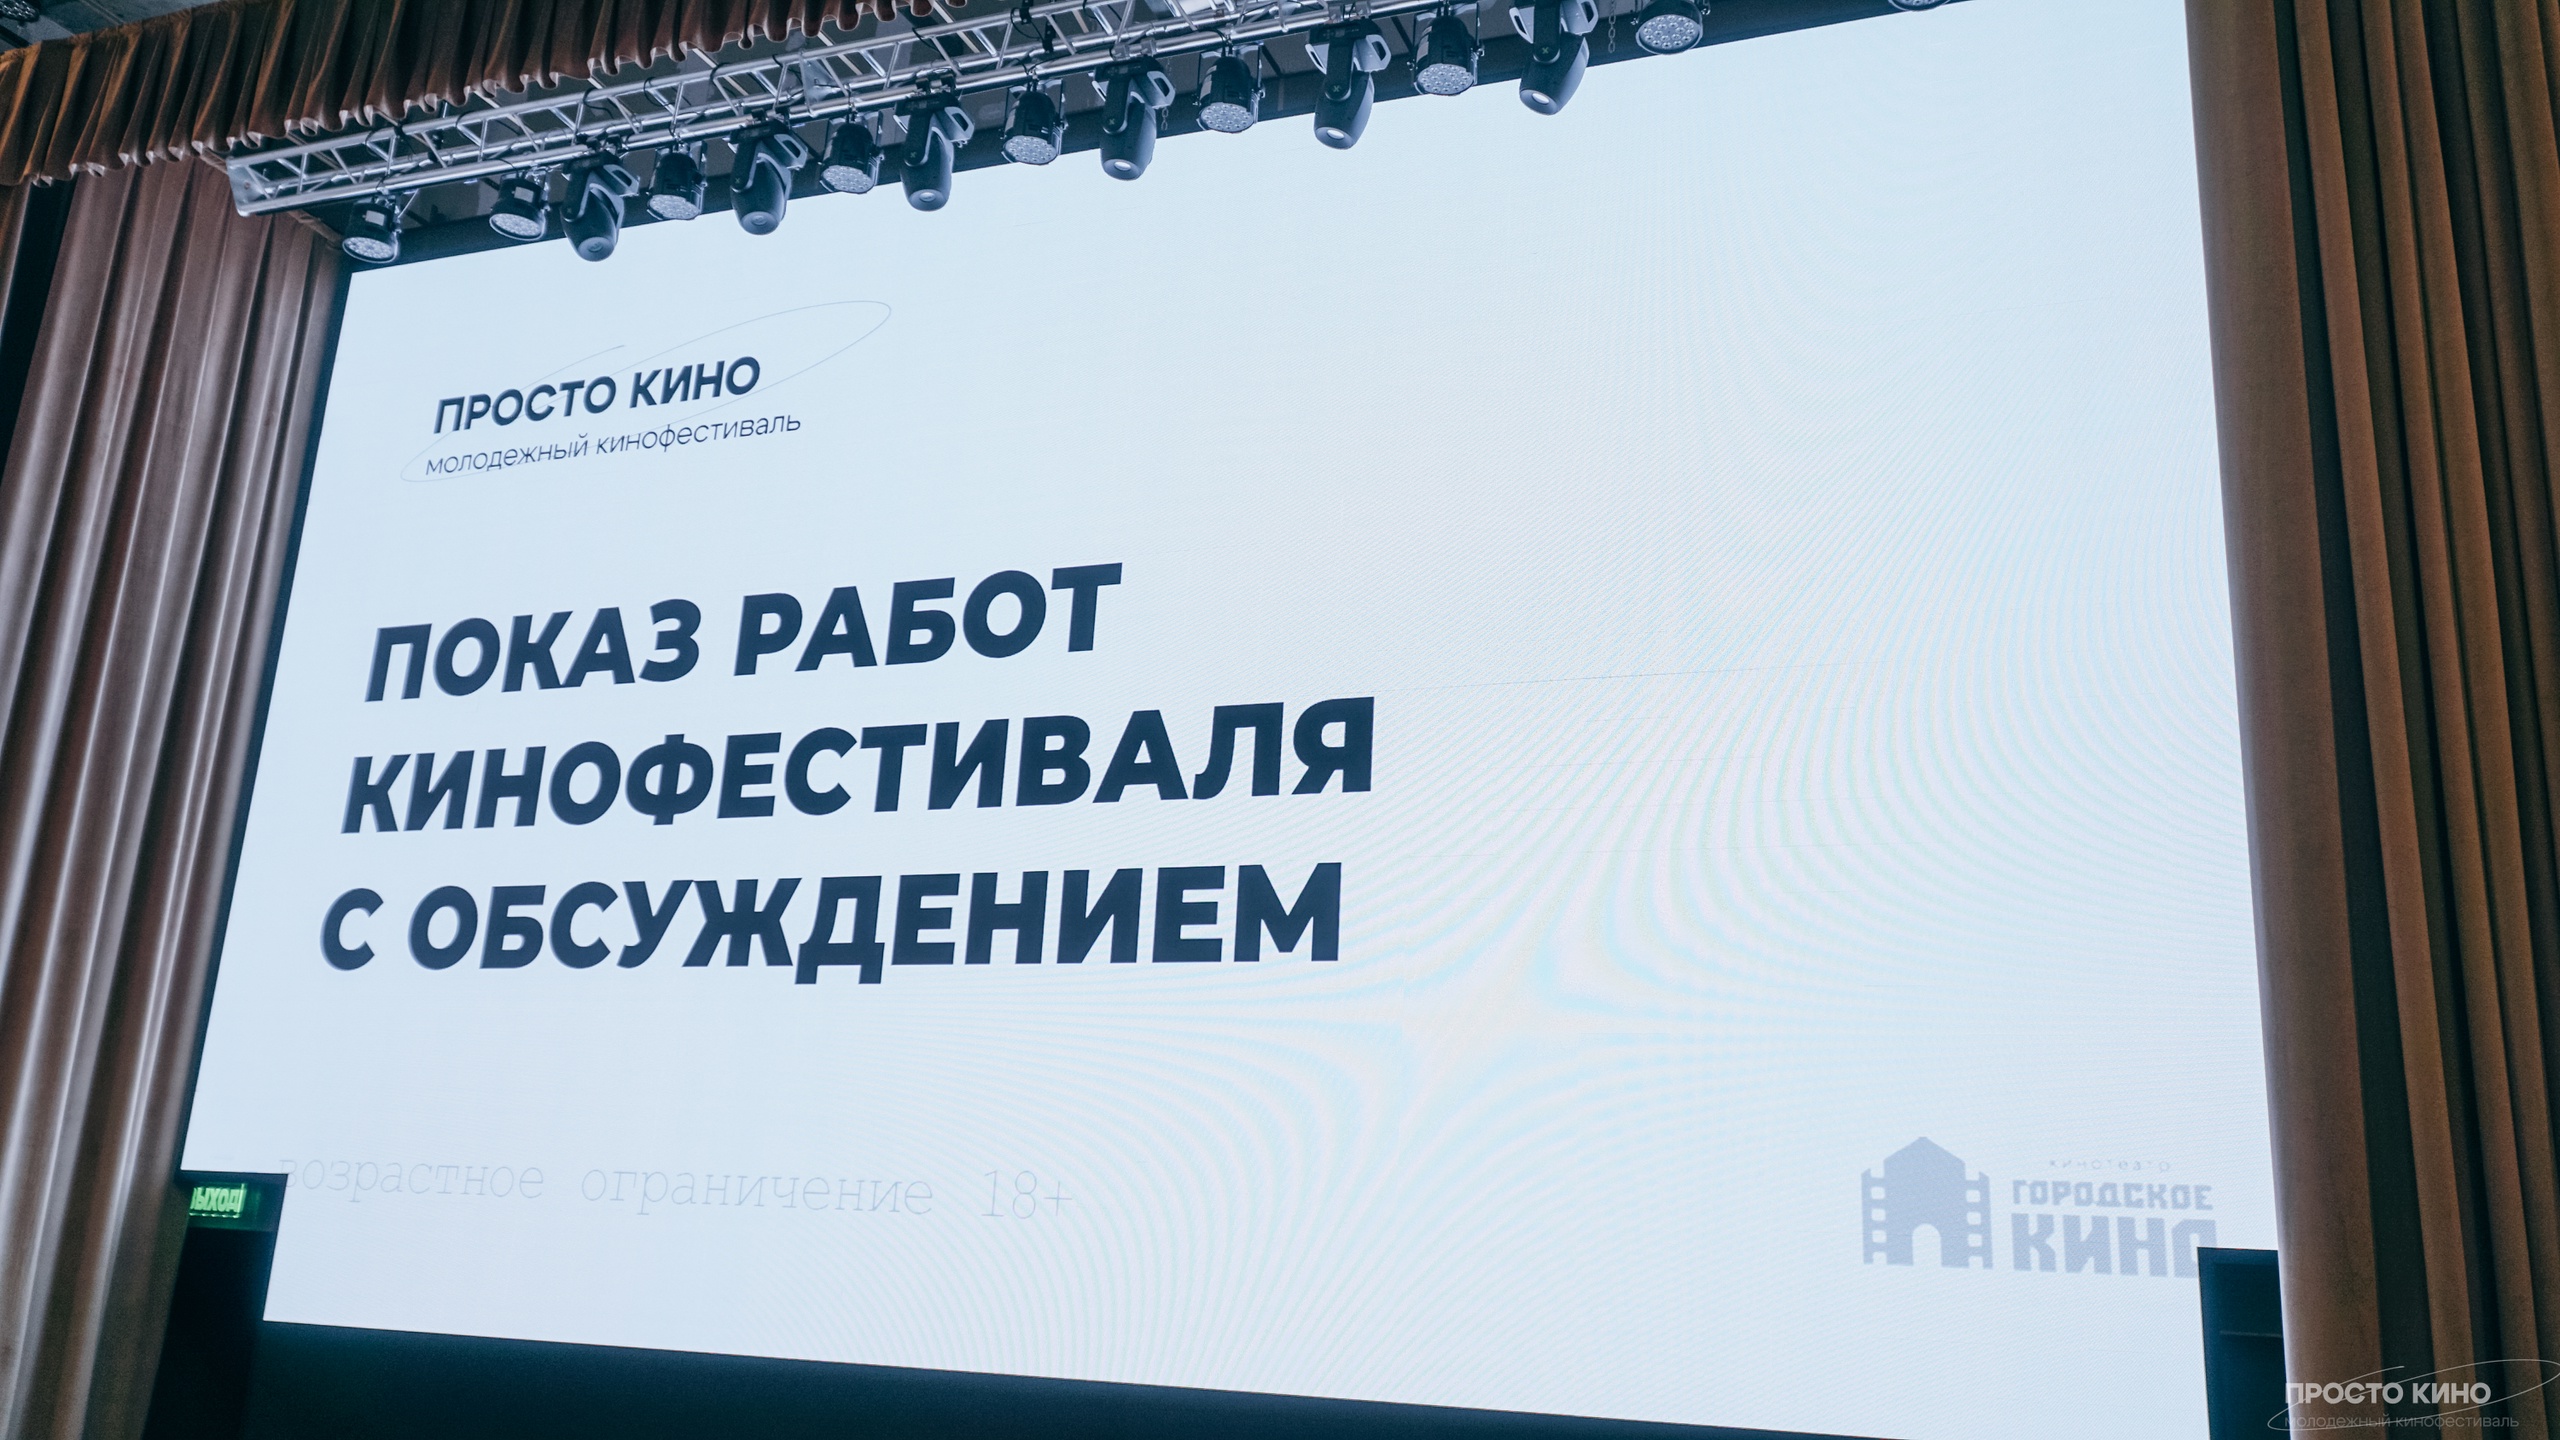 ПРОСТО КИНО
молодежный кинофестиваль
ПОКАЗ РАБОТ
КИНОФЕСТИВАЛЯ
С ОБСУЖДЕНИЕМ
возрастное ограничение 18+
кинотеатр
ГОРОДСКОЕ
КИНО
ВЫХОД
ПРОСТО КИНО
молодежный кинофестиваль